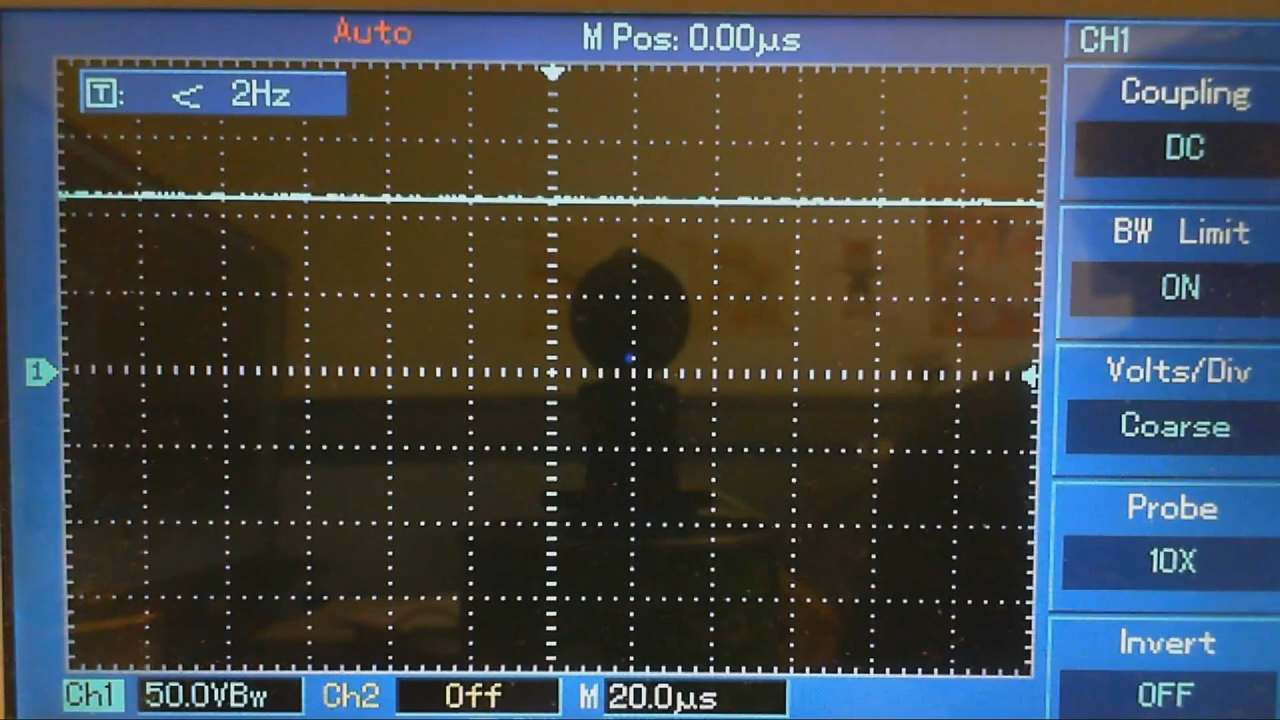 Auto M Pos: 0.00µs CH1
T: < 2Hz
Coupling
DC
BW Limit
ON
1
Volts/Div
Coarse
Probe
10X
Invert
OFF
Ch1 50.0VBw Ch2 Off M 20.0µs